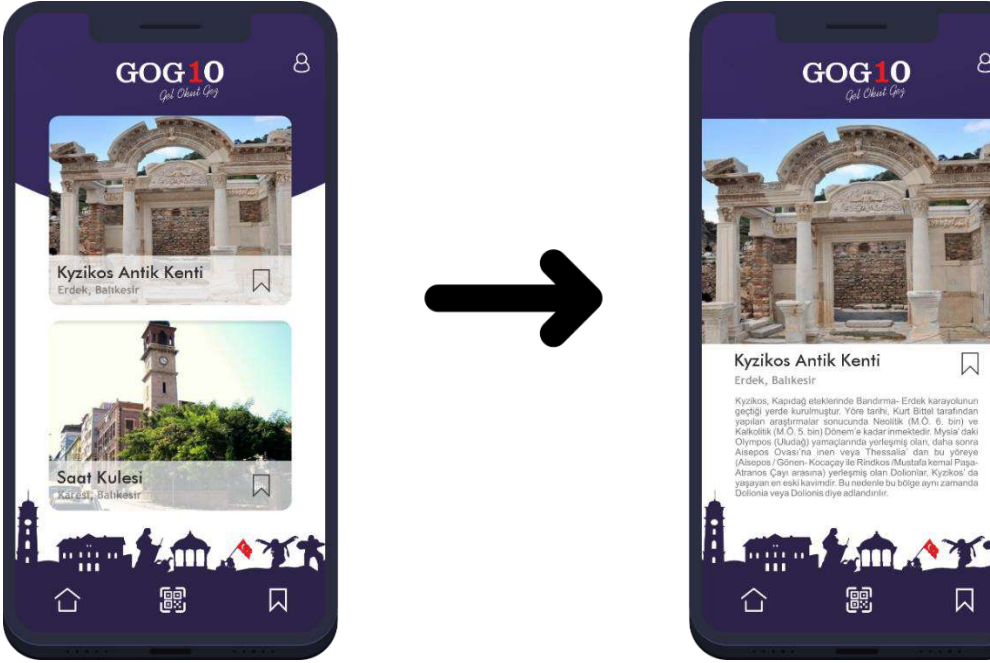 GOG10
Gel Okut Gez
Kyzikos Antik Kenti
Erdek, Balıkesir
Saat Kulesi
Karesi, Balıkesir
GOG10
Gel Okut Gez
Kyzikos Antik Kenti
Erdek, Balıkesir
Kyzikos, Kapıdağ eteklerinde Bandırma- Erdek karayolunun
geçtiği yerde kurulmuştur. Yöre tarihi, Kurt Bittel tarafından
yapılan araştırmalar sonucunda Neolitik (M.Ö. 6. bin) ve
Kalkolitik (M.Ö. 5. bin) Dönem'e kadar inmektedir. Mysia' daki
Olympos (Uludağ) yamaçlarında yerleşmiş olan, daha sonra
Aisepos Ovası'na inen veya Thessalia' dan bu yöreye
(Aisepos / Gönen- Kocaçay ile Rindkos /Mustafa kemal Paşa-
Atranos Çayı arasına) yerleşmiş olan Dolionlar, Kyzikos' da
yaşayan en eski kavimdir. Bu nedenle bu bölge aynı zamanda
Dolionia veya Dolionis diye adlandırılır.